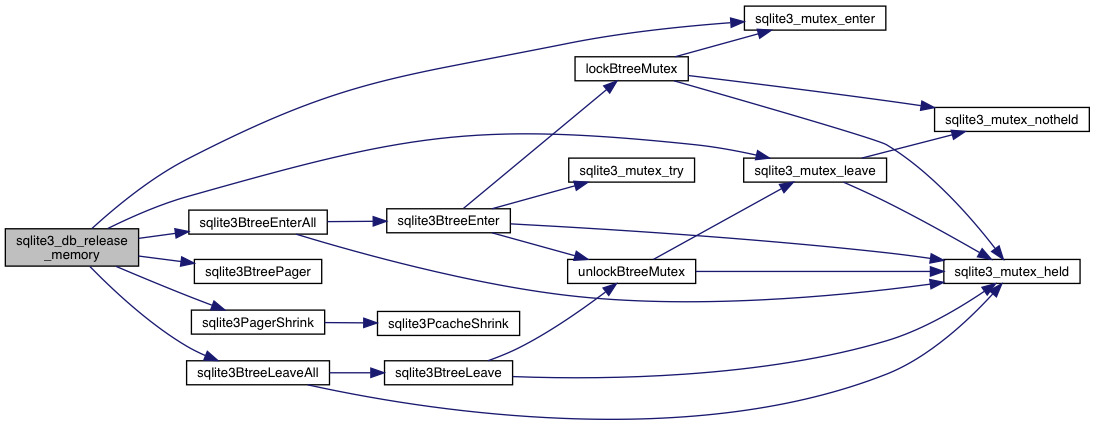 sqlite3_mutex_enter
lockBtreeMutex
sqlite3_mutex_notheld
sqlite3_mutex_try
sqlite3_mutex_leave
sqlite3BtreeEnterAll
sqlite3BtreeEnter
sqlite3_db_release
_memory
sqlite3BtreePager
unlockBtreeMutex
sqlite3_mutex_held
sqlite3PagerShrink
sqlite3PcacheShrink
sqlite3BtreeLeaveAll
sqlite3BtreeLeave